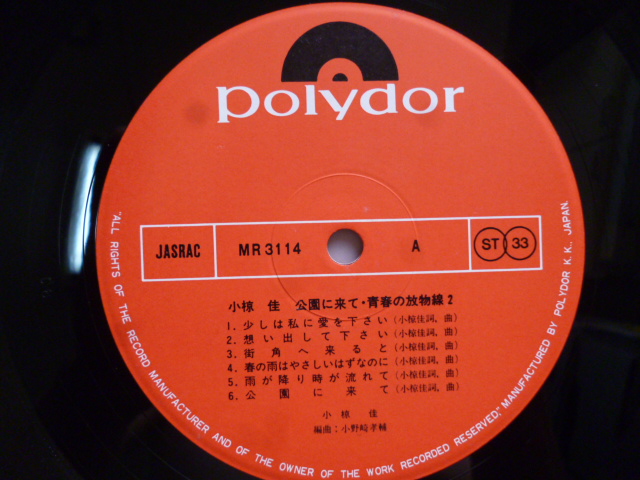 polydor
JASRAC MR3114 A ST 33
小椋 佳 公園に来て・青春の放物線2
1. 少しは私に愛を下さい (小椋佳詞, 曲)
2. 想い出して下さい (小椋佳詞, 曲)
3. 街角へ来ると (小椋佳詞, 曲)
4. 春の雨はやさしいはずなのに (小椋佳詞, 曲)
5. 雨が降り時が流れて (小椋佳詞, 曲)
6. 公園に来て (小椋佳詞, 曲)
小椋 佳
編曲：小野崎孝輔
"ALL RIGHTS OF THE RECORD MANUFACTURER AND OF THE OWNER OF THE WORK RECORDED RESERVED," MANUFACTURED BY POLYDOR K.K., JAPAN.